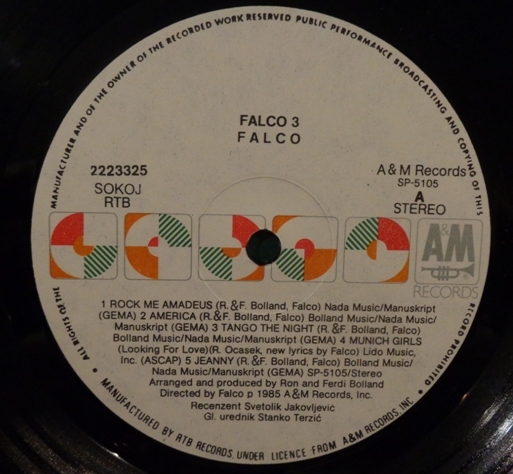 MANUFACTURER AND OF THE OWNER OF THE RECORDED WORK RESERVED PUBLIC PERFORMANCE BROADCASTING AND COPYING OF THIS
FALCO 3
FALCO
2223325
SOKOJ
RTB
A & M Records
SP-5105
A
STEREO
A&M
RECORDS
1 ROCK ME AMADEUS (R.&F. Bolland, Falco) Nada Music/Manuskript
(GEMA) 2 AMERICA (R.&F. Bolland, Falco) Bolland Music/Nada Music/
Manuskript (GEMA) 3 TANGO THE NIGHT (R.&F. Bolland, Falco)
Bolland Music/Nada Music/Manuskript (GEMA) 4 MUNICH GIRLS
(Looking For Love)(R. Ocasek, new lyrics by Falco) Lido Music,
Inc. (ASCAP) 5 JEANNY (R.&F. Bolland, Falco) Bolland Music/
Nada Music/Manuskript (GEMA) SP-5105/Stereo
Arranged and produced by Ron and Ferdi Bolland
Directed by Falco p 1985 A&M Records, Inc.
Recenzent Svetolik Jakovljevic
Gl. urednik Stanko Terzić
• ALL RIGHTS OF THE
RECORD PROHIBITED •
• MANUFACTURED BY RTB RECORDS, UNDER LICENCE FROM A&M RECORDS, INC. •